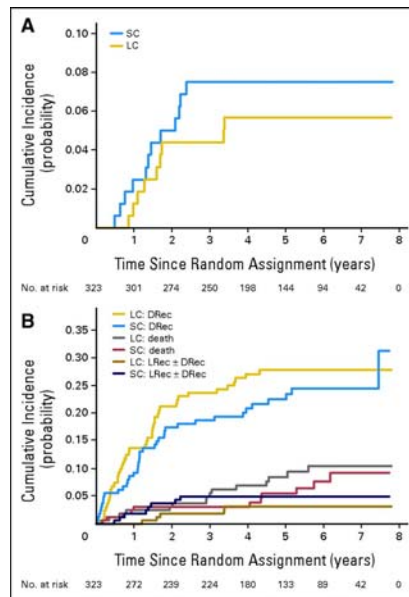 A
SC
LC
0.10
0.08
0.06
0.04
0.02
Cumulative Incidence
(probability)
0 1 2 3 4 5 6 7 8
Time Since Random Assignment (years)
No. at risk 323 301 274 250 198 144 94 42 0
B
LC: DRec
SC: DRec
LC: death
SC: death
LC: LRec ± DRec
SC: LRec ± DRec
0.35
0.30
0.25
0.20
0.15
0.10
0.05
Cumulative Incidence
(probability)
0 1 2 3 4 5 6 7 8
Time Since Random Assignment (years)
No. at risk 323 272 239 224 180 133 89 42 0